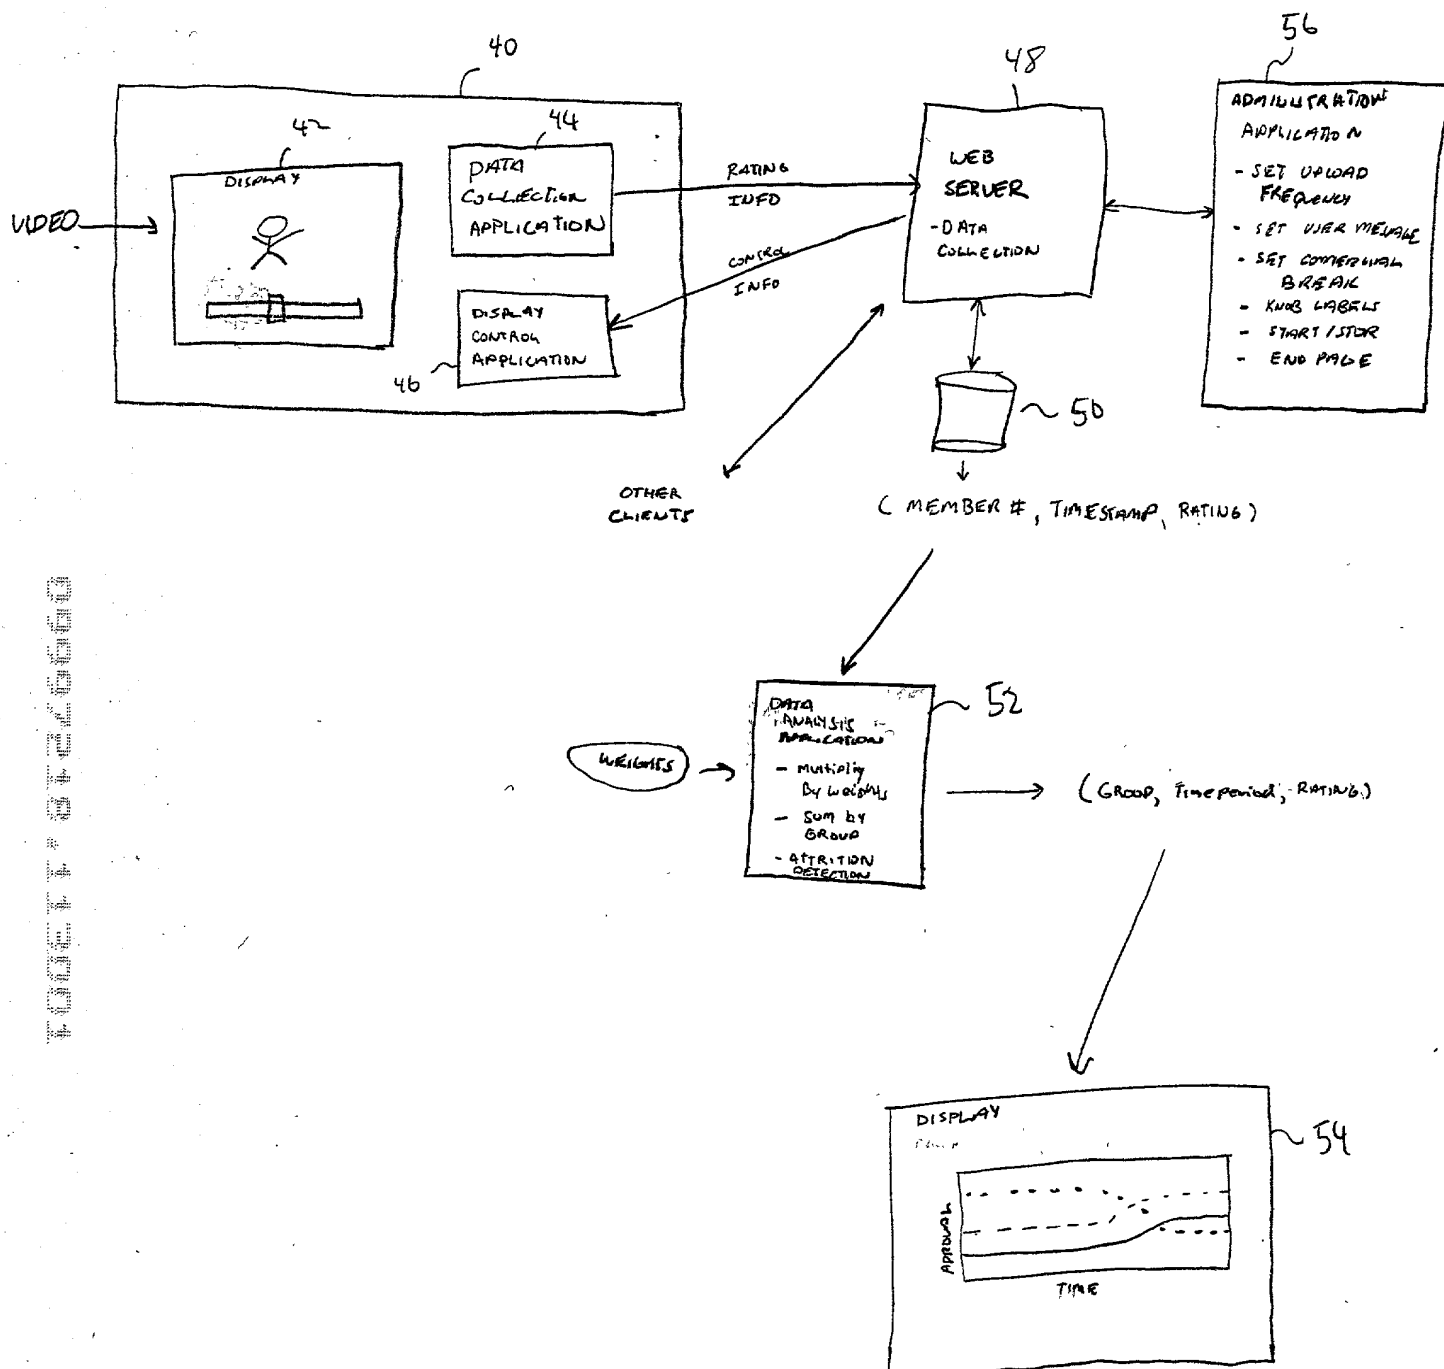 40
42
DISPLAY
VIDEO
44
DATA
COLLECTION
APPLICATION
DISPLAY
CONTROL
APPLICATION
46
RATING
INFO
CONTROL
INFO
48
WEB
SERVER
- DATA
COLLECTION
56
ADMINISTRATION
APPLICATION
- SET UPLOAD
FREQUENCY
- SET USER MESSAGE
- SET COMERCIAL
BREAK
- KNOB LABELS
- START / STOP
- END PAGE
50
OTHER
CLIENTS
( MEMBER #, TIMESTAMP, RATING )
52
DATA
ANALYSIS
APPLICATION
- Multiply
By Weights
- SUM by
GROUP
- ATTRITION
DETECTION
WEIGHTS
(GROUP, Time period, RATING)
54
DISPLAY
APROVAL
TIME